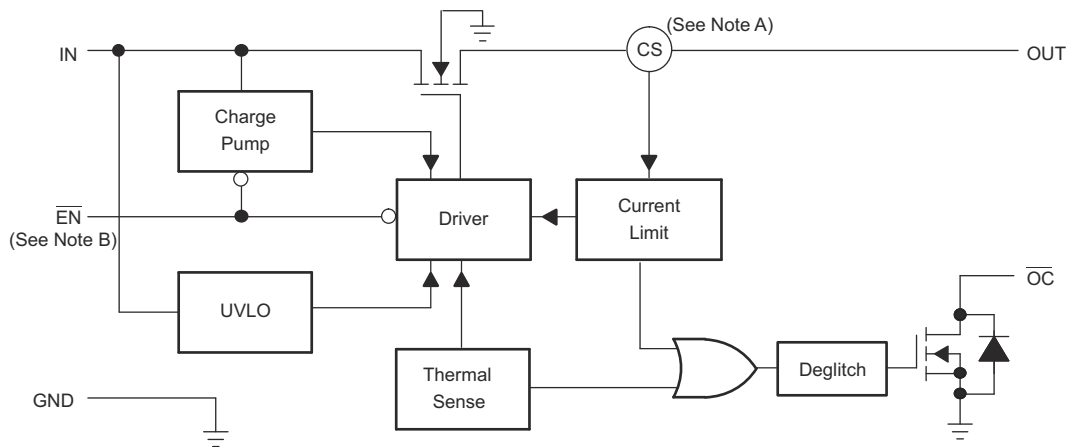 (See Note A)
IN
CS
OUT
Charge
Pump
EN
(See Note B)
Driver
Current
Limit
OC
UVLO
Thermal
Sense
Deglitch
GND